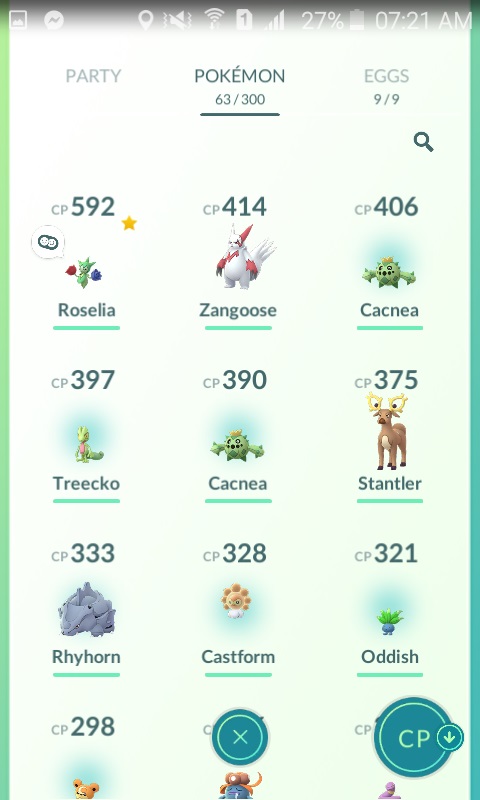 1 27% 07:21 AM
PARTY POKÉMON EGGS
63 / 300 9 / 9
CP 592 CP 414 CP 406
Roselia Zangoose Cacnea
CP 397 CP 390 CP 375
Treecko Cacnea Stantler
CP 333 CP 328 CP 321
Rhyhorn Castform Oddish
CP 298 CP CP
CP